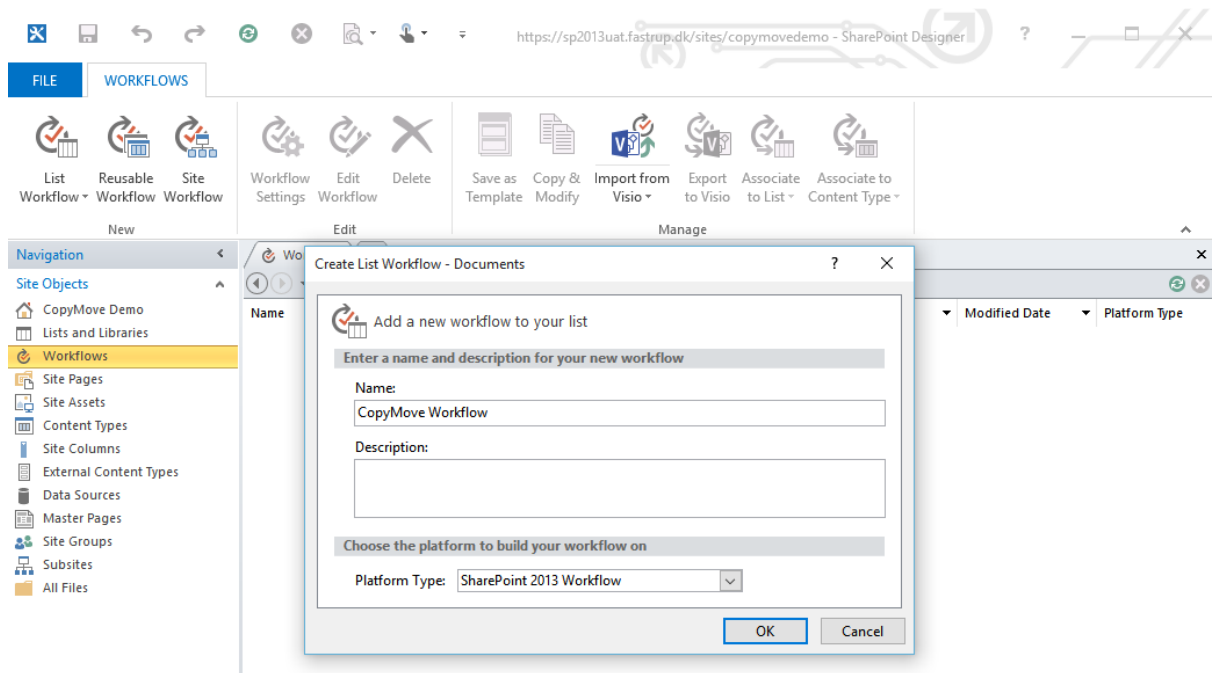 https://sp2013uat.fastrup.dk/sites/copymovedemo - SharePoint Designer ?
FILE WORKFLOWS
List Workflow
Reusable Workflow
Site Workflow
New
Workflow Settings
Edit Workflow
Delete
Edit
Save as Template
Copy & Modify
Import from Visio
Export to Visio
Associate to List
Associate to Content Type
Manage
Navigation
Site Objects
CopyMove Demo
Lists and Libraries
Workflows
Site Pages
Site Assets
Content Types
Site Columns
External Content Types
Data Sources
Master Pages
Site Groups
Subsites
All Files
Name Modified Date Platform Type
Create List Workflow - Documents ?
Add a new workflow to your list
Enter a name and description for your new workflow
Name:
CopyMove Workflow
Description:
Choose the platform to build your workflow on
Platform Type: SharePoint 2013 Workflow
OK Cancel